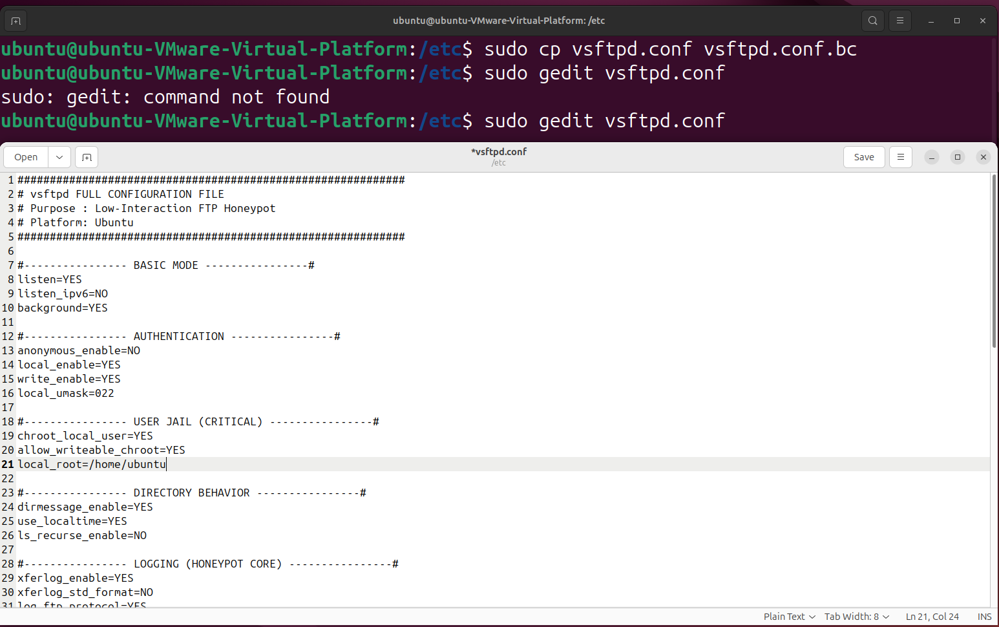 ubuntu@ubuntu-VMware-Virtual-Platform: /etc
ubuntu@ubuntu-VMware-Virtual-Platform:/etc$ sudo cp vsftpd.conf vsftpd.conf.bc
ubuntu@ubuntu-VMware-Virtual-Platform:/etc$ sudo gedit vsftpd.conf
sudo: gedit: command not found
ubuntu@ubuntu-VMware-Virtual-Platform:/etc$ sudo gedit vsftpd.conf
Open
*vsftpd.conf
/etc
Save
1 ############################################################
2 # vsftpd FULL CONFIGURATION FILE
3 # Purpose : Low-Interaction FTP Honeypot
4 # Platform: Ubuntu
5 ############################################################
6
7 #---------------- BASIC MODE ----------------#
8 listen=YES
9 listen_ipv6=NO
10 background=YES
11
12 #---------------- AUTHENTICATION ----------------#
13 anonymous_enable=NO
14 local_enable=YES
15 write_enable=YES
16 local_umask=022
17
18 #---------------- USER JAIL (CRITICAL) ----------------#
19 chroot_local_user=YES
20 allow_writeable_chroot=YES
21 local_root=/home/ubuntu
22
23 #---------------- DIRECTORY BEHAVIOR ----------------#
24 dirmessage_enable=YES
25 use_localtime=YES
26 ls_recurse_enable=NO
27
28 #---------------- LOGGING (HONEYPOT CORE) ----------------#
29 xferlog_enable=YES
30 xferlog_std_format=NO
31 log_ftp_protocol=YES
Plain Text Tab Width: 8 Ln 21, Col 24 INS